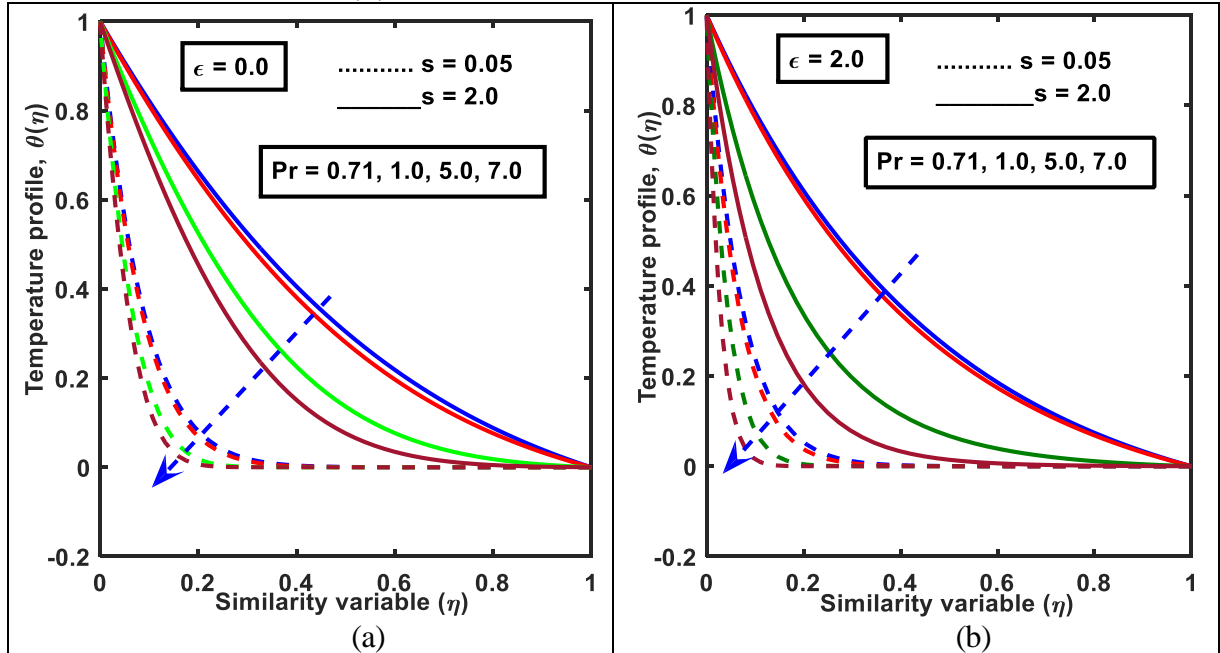 1
0.8
0.6
0.4
0.2
0
-0.2
Temperature profile, θ(η)
ϵ = 0.0
........... s = 0.05
_________s = 2.0
Pr = 0.71, 1.0, 5.0, 7.0
0 0.2 0.4 0.6 0.8 1
Similarity variable (η)
(a)
1
0.8
0.6
0.4
0.2
0
-0.2
Temperature profile, θ(η)
ϵ = 2.0
........... s = 0.05
_________s = 2.0
Pr = 0.71, 1.0, 5.0, 7.0
0 0.2 0.4 0.6 0.8 1
Similarity variable (η)
(b)